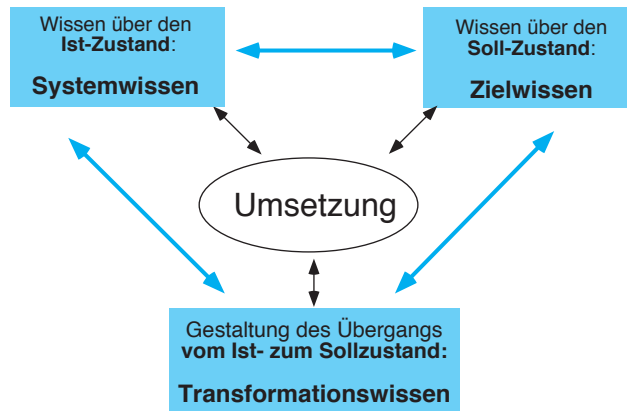 Wissen über den
Ist-Zustand:
Systemwissen
Wissen über den
Soll-Zustand:
Zielwissen
Umsetzung
Gestaltung des Übergangs
vom Ist- zum Sollzustand:
Transformationswissen